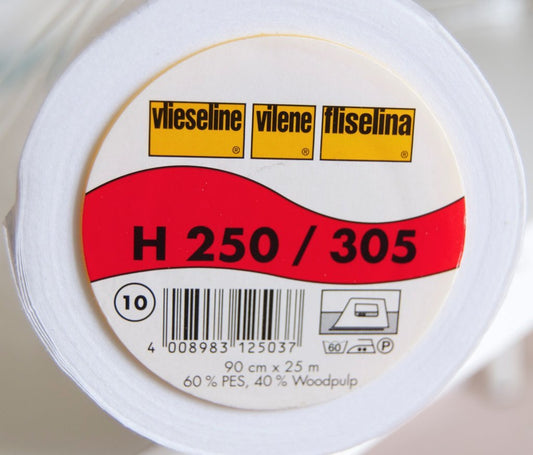 vlieseline® vilene® fliselina®
H 250 / 305
10
4 008983 125037
60 P
90 cm x 25 m
60 % PES, 40 % Woodpulp